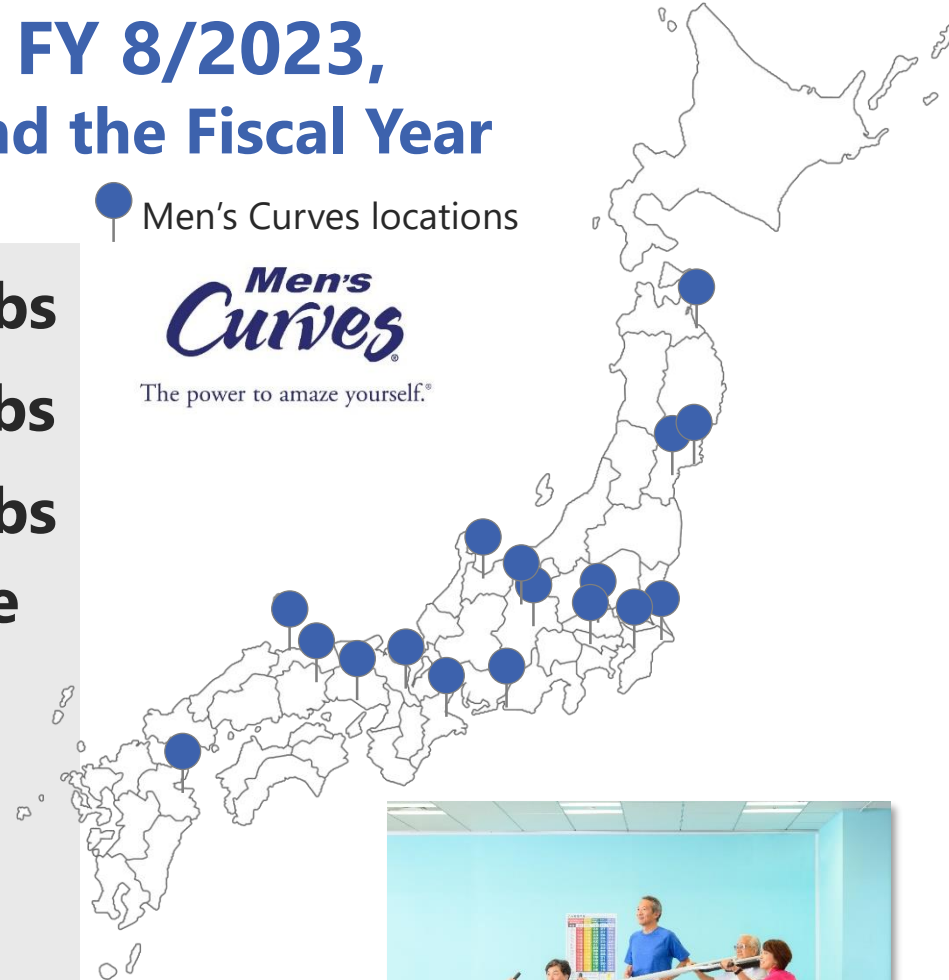 FY 8/2023,
nd the Fiscal Year
Men's Curves locations
bs
Men's
Curves®
The power to amaze yourself.®
bs
bs
e